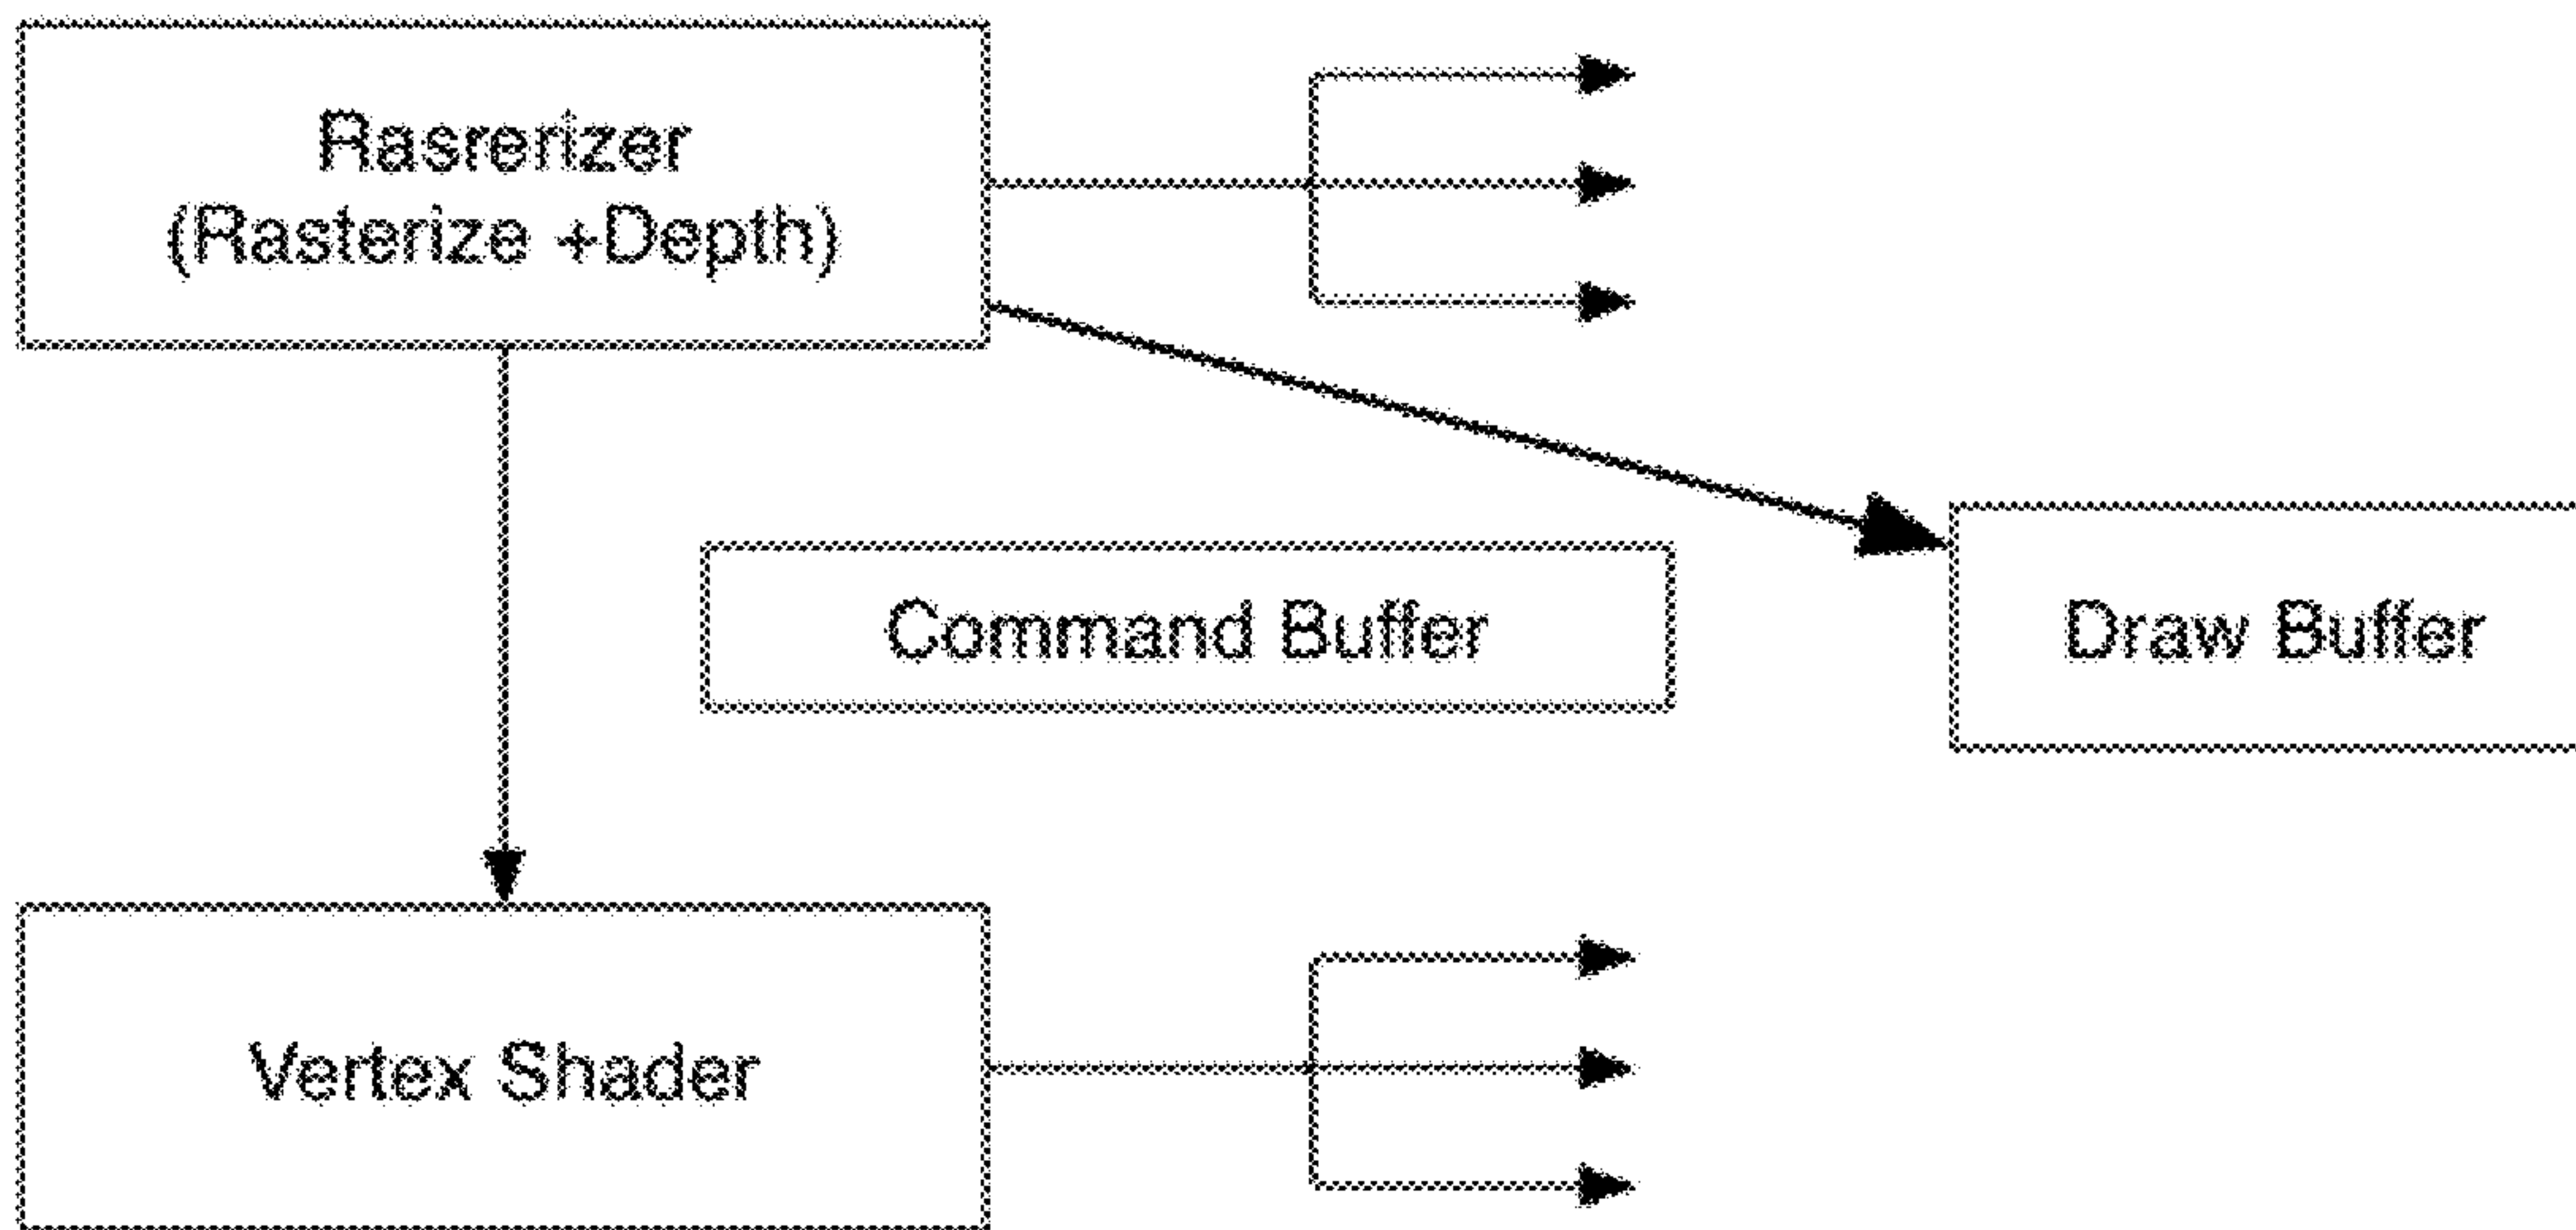 Rasrerizer
(Rasterize +Depth)
Command Buffer
Draw Buffer
Vertex Shader